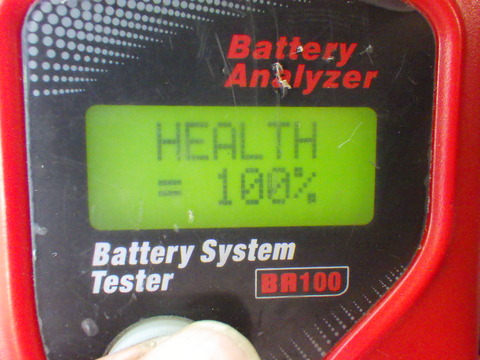 Battery
Analyzer
HEALTH
= 100%
Battery System
Tester
BA100